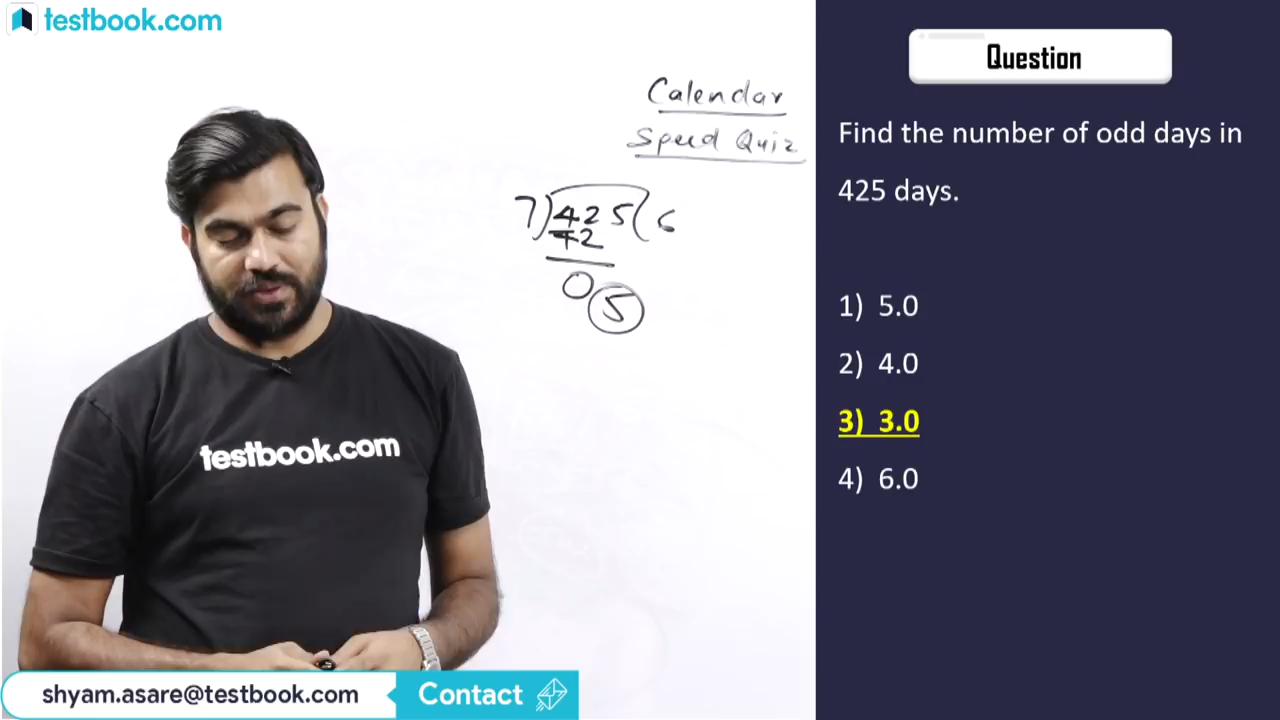 testbook.com
Calendar
Speed Quiz
7)425(6
42
05
testbook.com
shyam.asare@testbook.com Contact
Question
Find the number of odd days in
425 days.
1) 5.0
2) 4.0
3) 3.0
4) 6.0